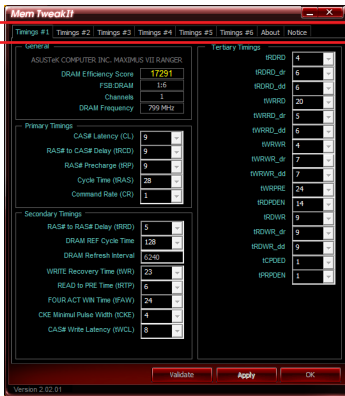 Mem TweakIt
Timings #1 Timings #2 Timings #3 Timings #4 Timings #5 Timings #6 About Notice
General
ASUSTeK COMPUTER INC. MAXIMUS VII RANGER
DRAM Efficiency Score 17291
FSB:DRAM 1:6
Channels 1
DRAM Frequency 799 MHz
Primary Timings
CAS# Latency (CL) 9
RAS# to CAS# Delay (tRCD) 9
RAS# Precharge (tRP) 9
Cycle Time (tRAS) 28
Command Rate (CR) 1
Secondary Timings
RAS# to RAS# Delay (tRRD) 5
DRAM REF Cycle Time 128
DRAM Refresh Interval 6240
WRITE Recovery Time (tWR) 23
READ to PRE Time (tRTP) 6
FOUR ACT WIN Time (tFAW) 24
CKE Minimul Pulse Width (tCKE) 4
CAS# Write Latency (tWCL) 8
Tertiary Timings
tRDRD 4
tRDRD_dr 6
tRDRD_dd 6
tWRRD 20
tWRRD_dr 5
tWRRD_dd 6
tWRWR 4
tWRWR_dr 7
tWRWR_dd 7
tWRPRE 24
tRDPDEN 14
tRDWR 9
tRDWR_dr 9
tRDWR_dd 9
tCPDED 1
tPRPDEN 1
Validate Apply OK
Version 2.02.01